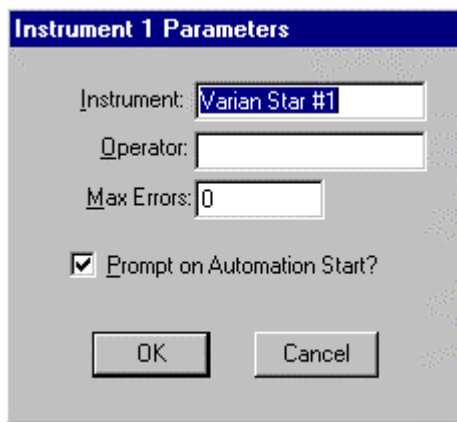 Instrument 1 Parameters
Instrument: Varian Star #1
Operator:
Max Errors: 0
Prompt on Automation Start?
OK Cancel